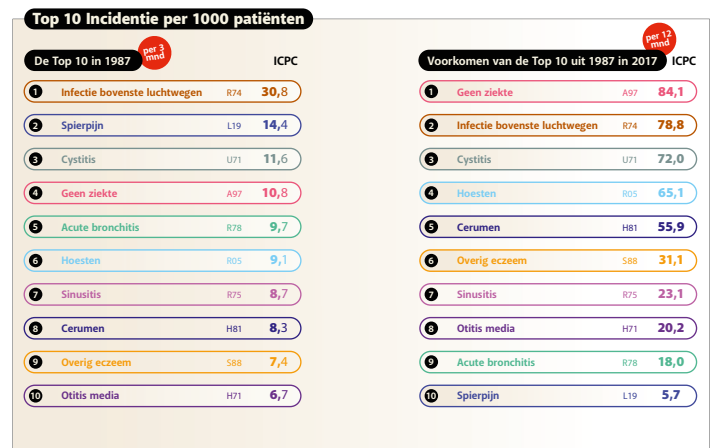 Top 10 Incidentie per 1000 patiënten
De Top 10 in 1987
per 3
mnd
ICPC
1 Infectie bovenste luchtwegen R74 30,8
2 Spierpijn L19 14,4
3 Cystitis U71 11,6
4 Geen ziekte A97 10,8
5 Acute bronchitis R78 9,7
6 Hoesten R05 9,1
7 Sinusitis R75 8,7
8 Cerumen H81 8,3
9 Overig eczeem S88 7,4
10 Otitis media H71 6,7
Voorkomen van de Top 10 uit 1987 in 2017
per 12
mnd
ICPC
1 Geen ziekte A97 84,1
2 Infectie bovenste luchtwegen R74 78,8
3 Cystitis U71 72,0
4 Hoesten R05 65,1
5 Cerumen H81 55,9
6 Overig eczeem S88 31,1
7 Sinusitis R75 23,1
8 Otitis media H71 20,2
9 Acute bronchitis R78 18,0
10 Spierpijn L19 5,7